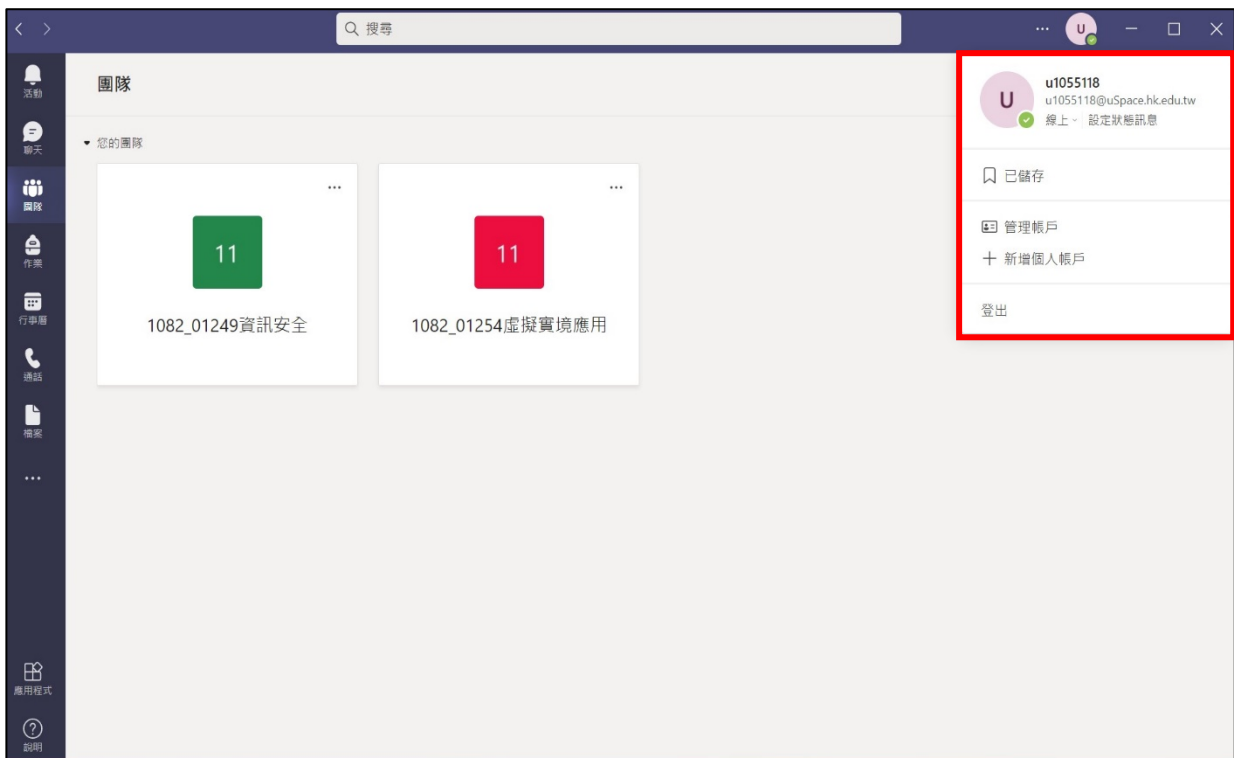 搜尋
U
活動
聊天
團隊
作業
行事曆
通話
檔案
應用程式
說明
團隊
您的團隊
11
1082_01249資訊安全
11
1082_01254虛擬實境應用
U
u1055118
u1055118@uSpace.hk.edu.tw
線上 設定狀態訊息
已儲存
管理帳戶
新增個人帳戶
登出